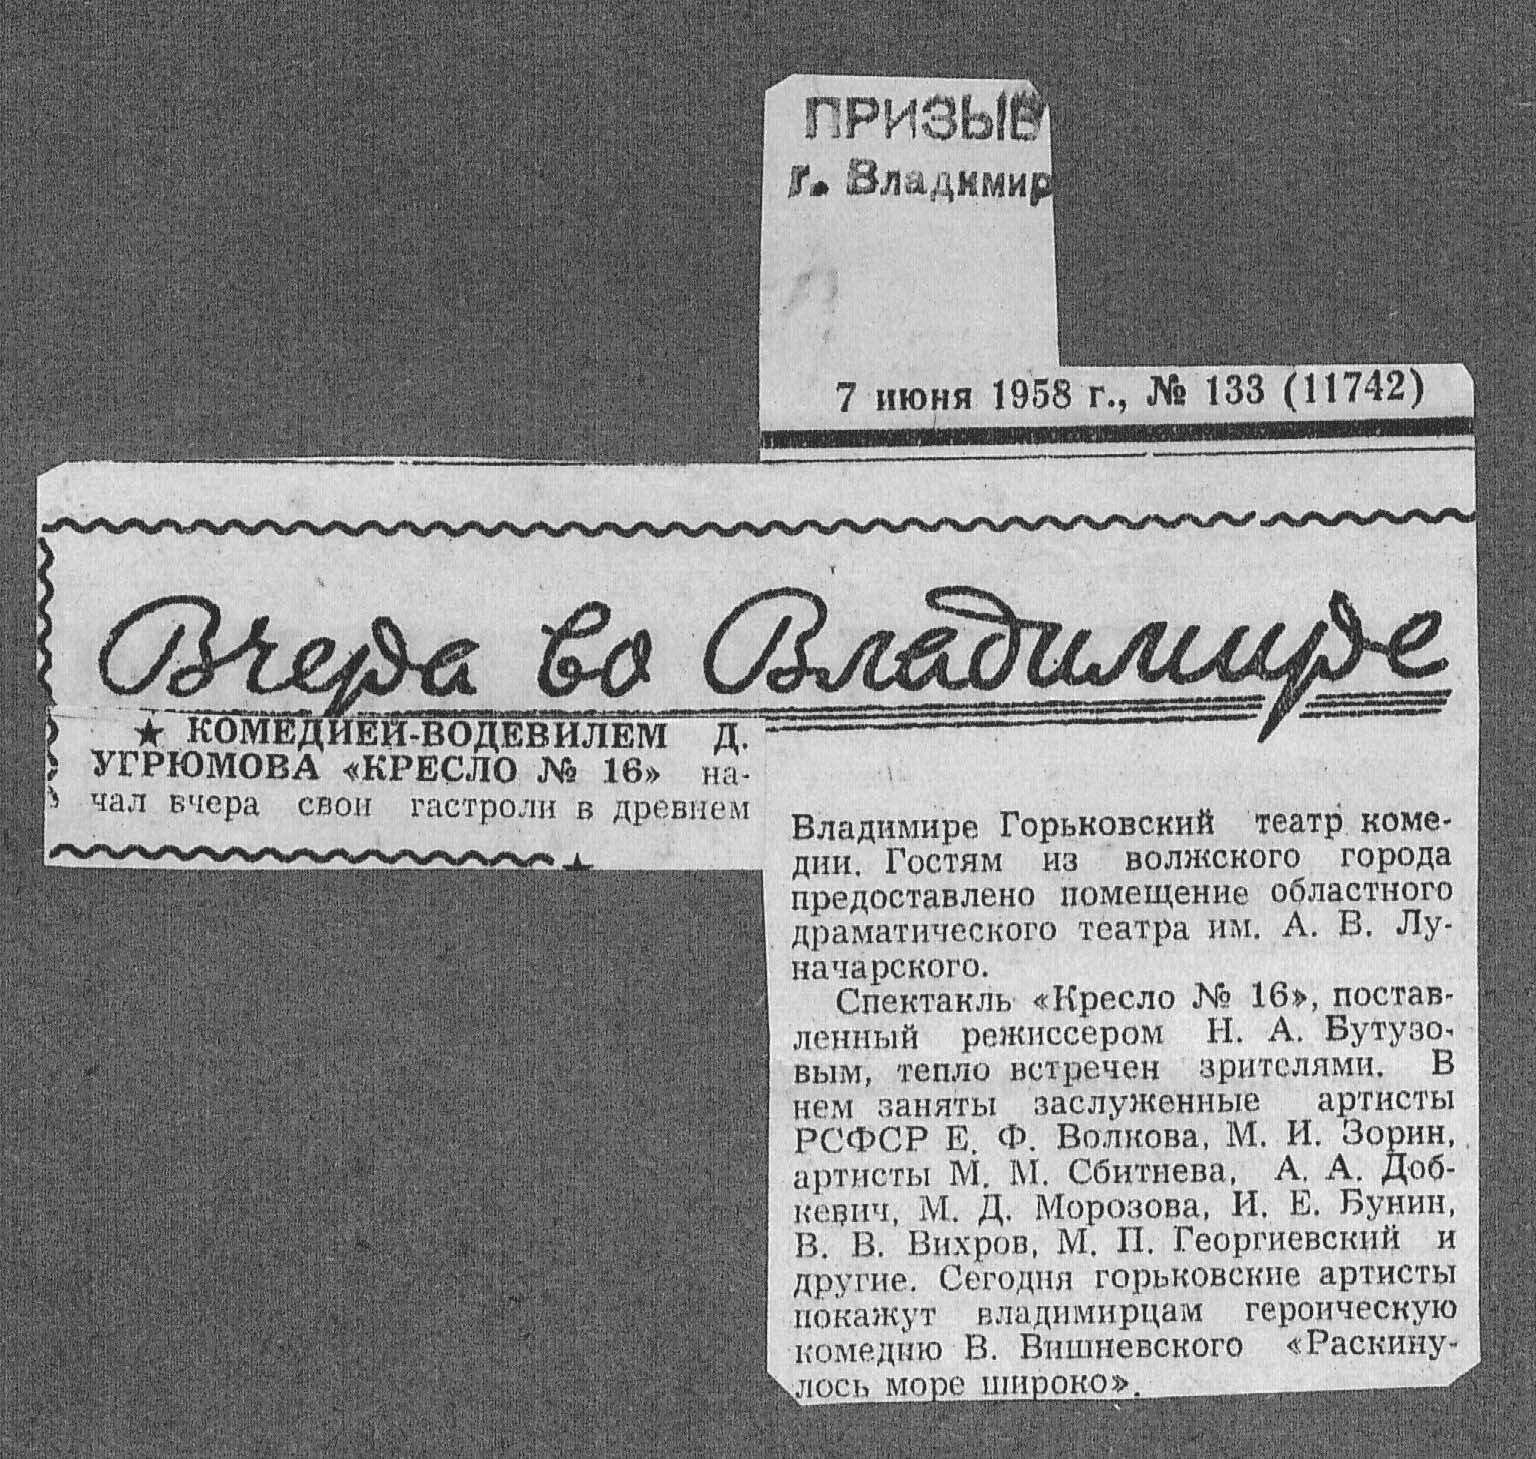 ПРИЗЫВ
г. Владимир
7 июня 1958 г., № 133 (11742)
Вчера во Владимире
★ КОМЕДИЕЙ-ВОДЕВИЛЕМ Д.
УГРЮМОВА «КРЕСЛО № 16» на-
чал вчера свои гастроли в древнем
Владимире Горьковский театр коме-
дии. Гостям из волжского города
предоставлено помещение областного
драматического театра им. А. В. Лу-
начарского.
Спектакль «Кресло № 16», постав-
ленный режиссером Н. А. Бутузо-
вым, тепло встречен зрителями. В
нем заняты заслуженные артисты
РСФСР Е. Ф. Волкова, М. И. Зорин,
артисты М. М. Сбитнева, А. А. Доб-
кевич, М. Д. Морозова, И. Е. Бунин,
В. В. Вихров, М. П. Георгиевский и
другие. Сегодня горьковские артисты
покажут владимирцам героическую
комедию В. Вишневского «Раскину-
лось море широко».